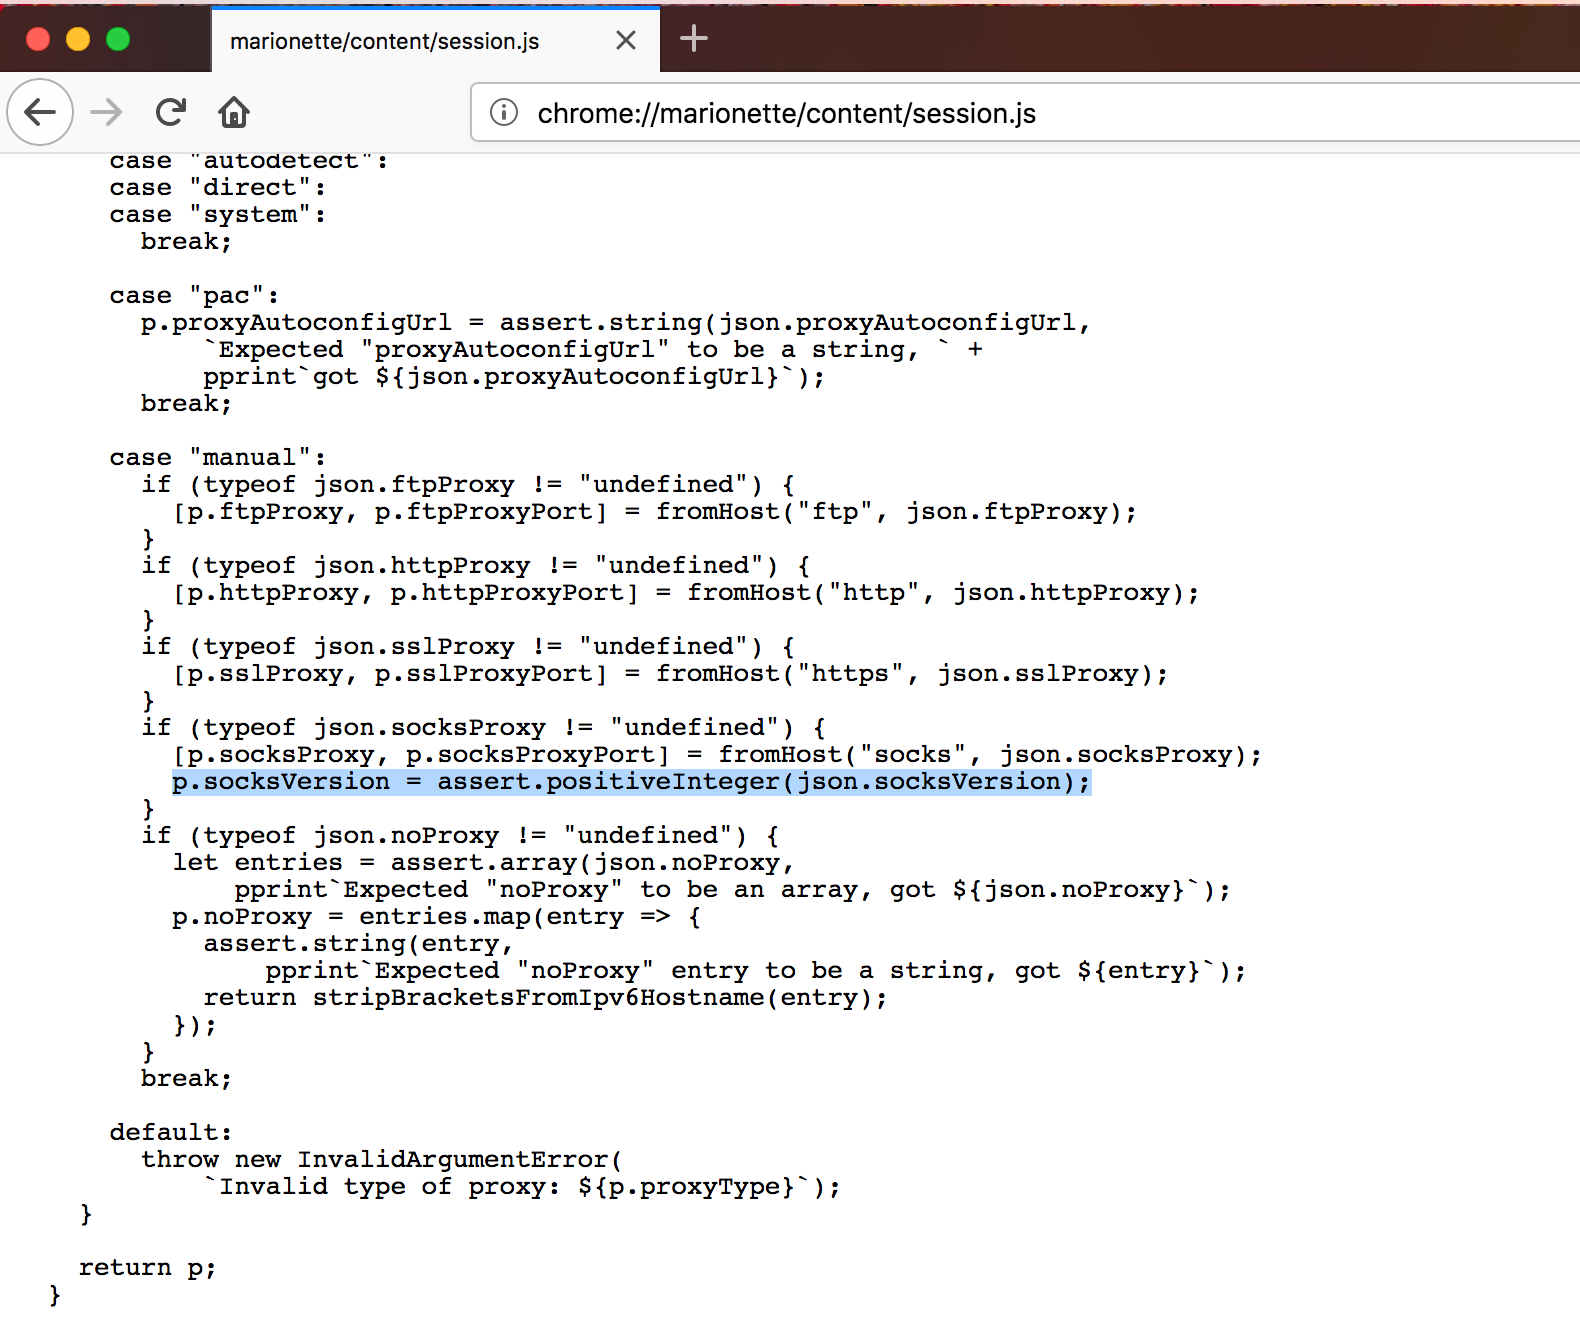 marionette/content/session.js
chrome://marionette/content/session.js
case "autodetect":
case "direct":
case "system":
break;
case "pac":
p.proxyAutoconfigUrl = assert.string(json.proxyAutoconfigUrl,
`Expected "proxyAutoconfigUrl" to be a string, ` +
pprint`got ${json.proxyAutoconfigUrl}`);
break;
case "manual":
if (typeof json.ftpProxy != "undefined") {
[p.ftpProxy, p.ftpProxyPort] = fromHost("ftp", json.ftpProxy);
}
if (typeof json.httpProxy != "undefined") {
[p.httpProxy, p.httpProxyPort] = fromHost("http", json.httpProxy);
}
if (typeof json.sslProxy != "undefined") {
[p.sslProxy, p.sslProxyPort] = fromHost("https", json.sslProxy);
}
if (typeof json.socksProxy != "undefined") {
[p.socksProxy, p.socksProxyPort] = fromHost("socks", json.socksProxy);
p.socksVersion = assert.positiveInteger(json.socksVersion);
}
if (typeof json.noProxy != "undefined") {
let entries = assert.array(json.noProxy,
pprint`Expected "noProxy" to be an array, got ${json.noProxy}`);
p.noProxy = entries.map(entry => {
assert.string(entry,
pprint`Expected "noProxy" entry to be a string, got ${entry}`);
return stripBracketsFromIpv6Hostname(entry);
});
}
break;
default:
throw new InvalidArgumentError(
`Invalid type of proxy: ${p.proxyType}`);
}
return p;
}